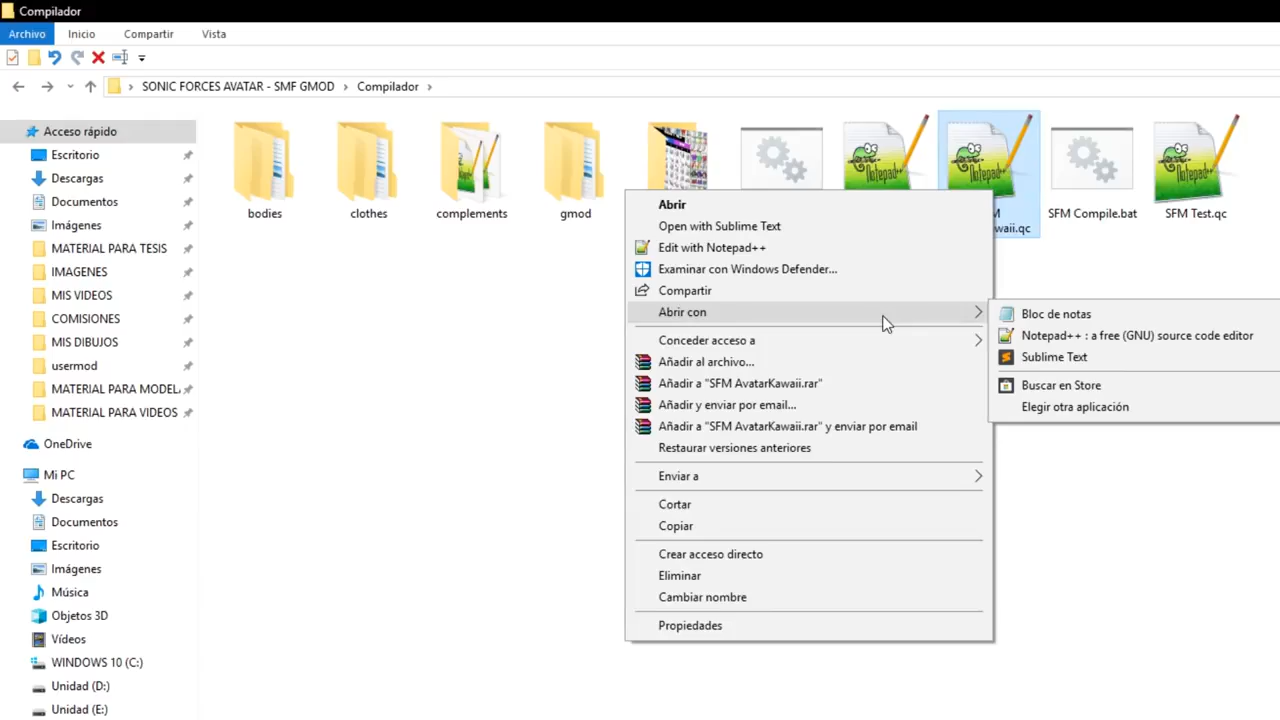 Compilador
Archivo
Inicio
Compartir
Vista
SONIC FORCES AVATAR - SMF GMOD
Compilador
Acceso rápido
Escritorio
Descargas
Documentos
Imágenes
MATERIAL PARA TESIS
IMAGENES
MIS VIDEOS
COMISIONES
MIS DIBUJOS
usermod
MATERIAL PARA MODEL
MATERIAL PARA VIDEOS
OneDrive
Mi PC
Descargas
Documentos
Escritorio
Imágenes
Música
Objetos 3D
Vídeos
WINDOWS 10 (C:)
Unidad (D:)
Unidad (E:)
bodies
clothes
complements
gmod
waii.qc
SFM Compile.bat
SFM Test.qc
Notepad++
Notepad++
Notepad++
Abrir
Open with Sublime Text
Edit with Notepad++
Examinar con Windows Defender...
Compartir
Abrir con
Conceder acceso a
Añadir al archivo...
Añadir a "SFM AvatarKawaii.rar"
Añadir y enviar por email...
Añadir a "SFM AvatarKawaii.rar" y enviar por email
Restaurar versiones anteriores
Enviar a
Cortar
Copiar
Crear acceso directo
Eliminar
Cambiar nombre
Propiedades
Bloc de notas
Notepad++ : a free (GNU) source code editor
Sublime Text
Buscar en Store
Elegir otra aplicación